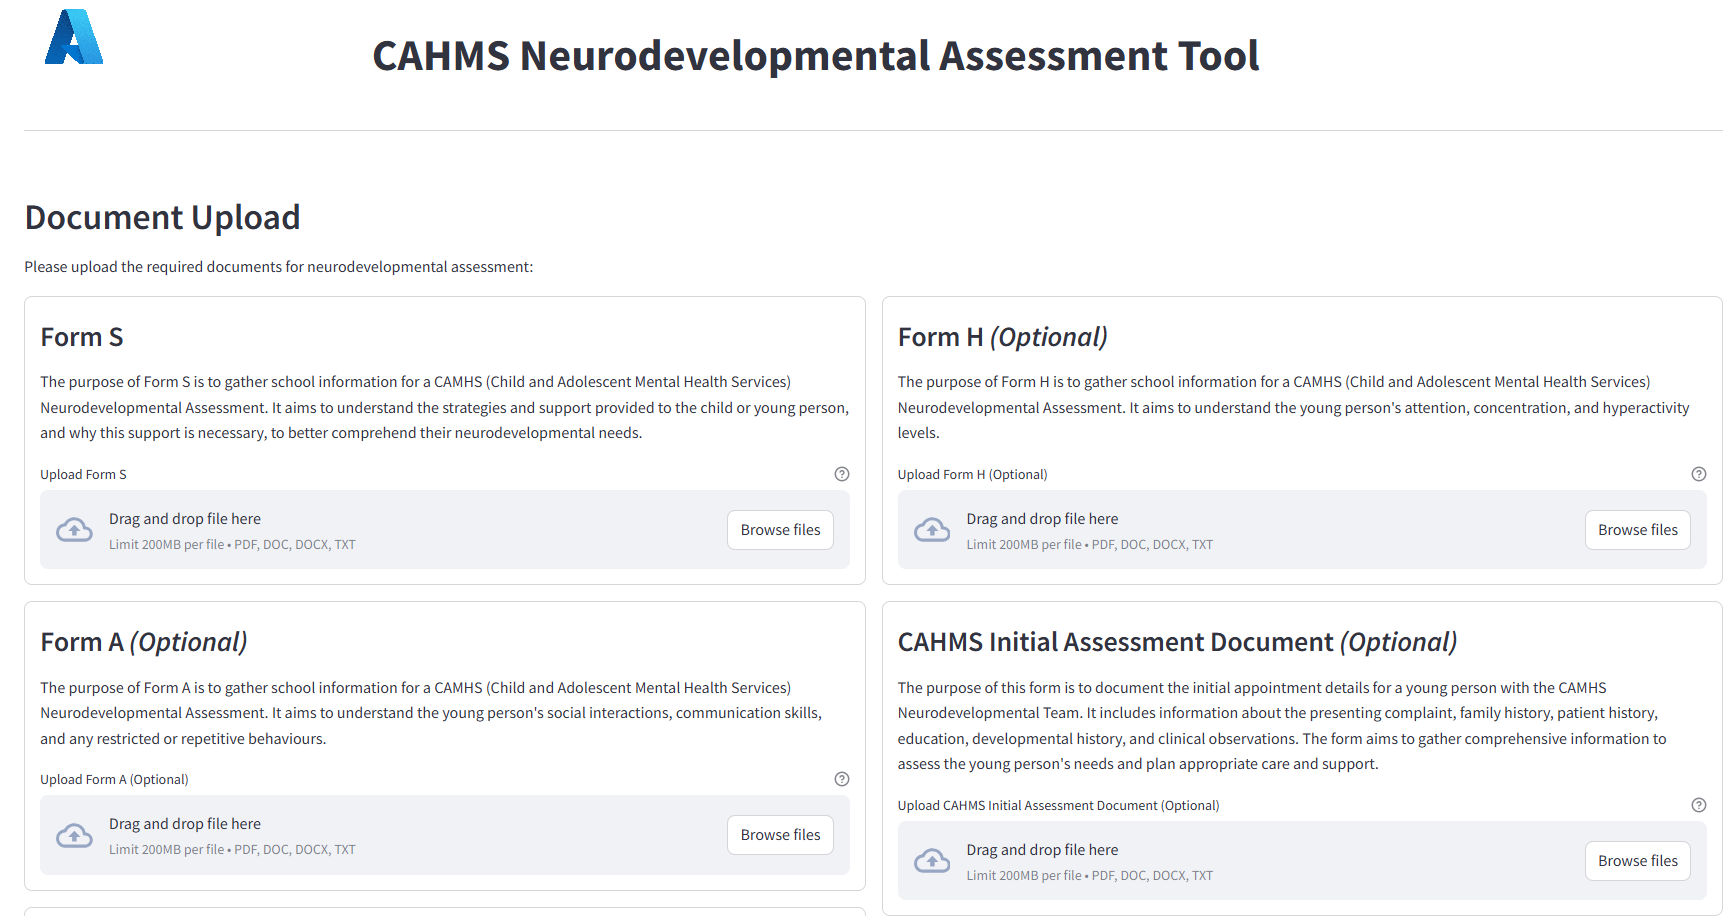 CAHMS Neurodevelopmental Assessment Tool
Document Upload
Please upload the required documents for neurodevelopmental assessment:
Form S
The purpose of Form S is to gather school information for a CAMHS (Child and Adolescent Mental Health Services)
Neurodevelopmental Assessment. It aims to understand the strategies and support provided to the child or young person,
and why this support is necessary, to better comprehend their neurodevelopmental needs.
Upload Form S
Drag and drop file here
Limit 200MB per file • PDF, DOC, DOCX, TXT
Browse files
Form H (Optional)
The purpose of Form H is to gather school information for a CAMHS (Child and Adolescent Mental Health Services)
Neurodevelopmental Assessment. It aims to understand the young person's attention, concentration, and hyperactivity
levels.
Upload Form H (Optional)
Drag and drop file here
Limit 200MB per file • PDF, DOC, DOCX, TXT
Browse files
Form A (Optional)
The purpose of Form A is to gather school information for a CAMHS (Child and Adolescent Mental Health Services)
Neurodevelopmental Assessment. It aims to understand the young person's social interactions, communication skills,
and any restricted or repetitive behaviours.
Upload Form A (Optional)
Drag and drop file here
Limit 200MB per file • PDF, DOC, DOCX, TXT
Browse files
CAHMS Initial Assessment Document (Optional)
The purpose of this form is to document the initial appointment details for a young person with the CAMHS
Neurodevelopmental Team. It includes information about the presenting complaint, family history, patient history,
education, developmental history, and clinical observations. The form aims to gather comprehensive information to
assess the young person's needs and plan appropriate care and support.
Upload CAHMS Initial Assessment Document (Optional)
Drag and drop file here
Limit 200MB per file • PDF, DOC, DOCX, TXT
Browse files